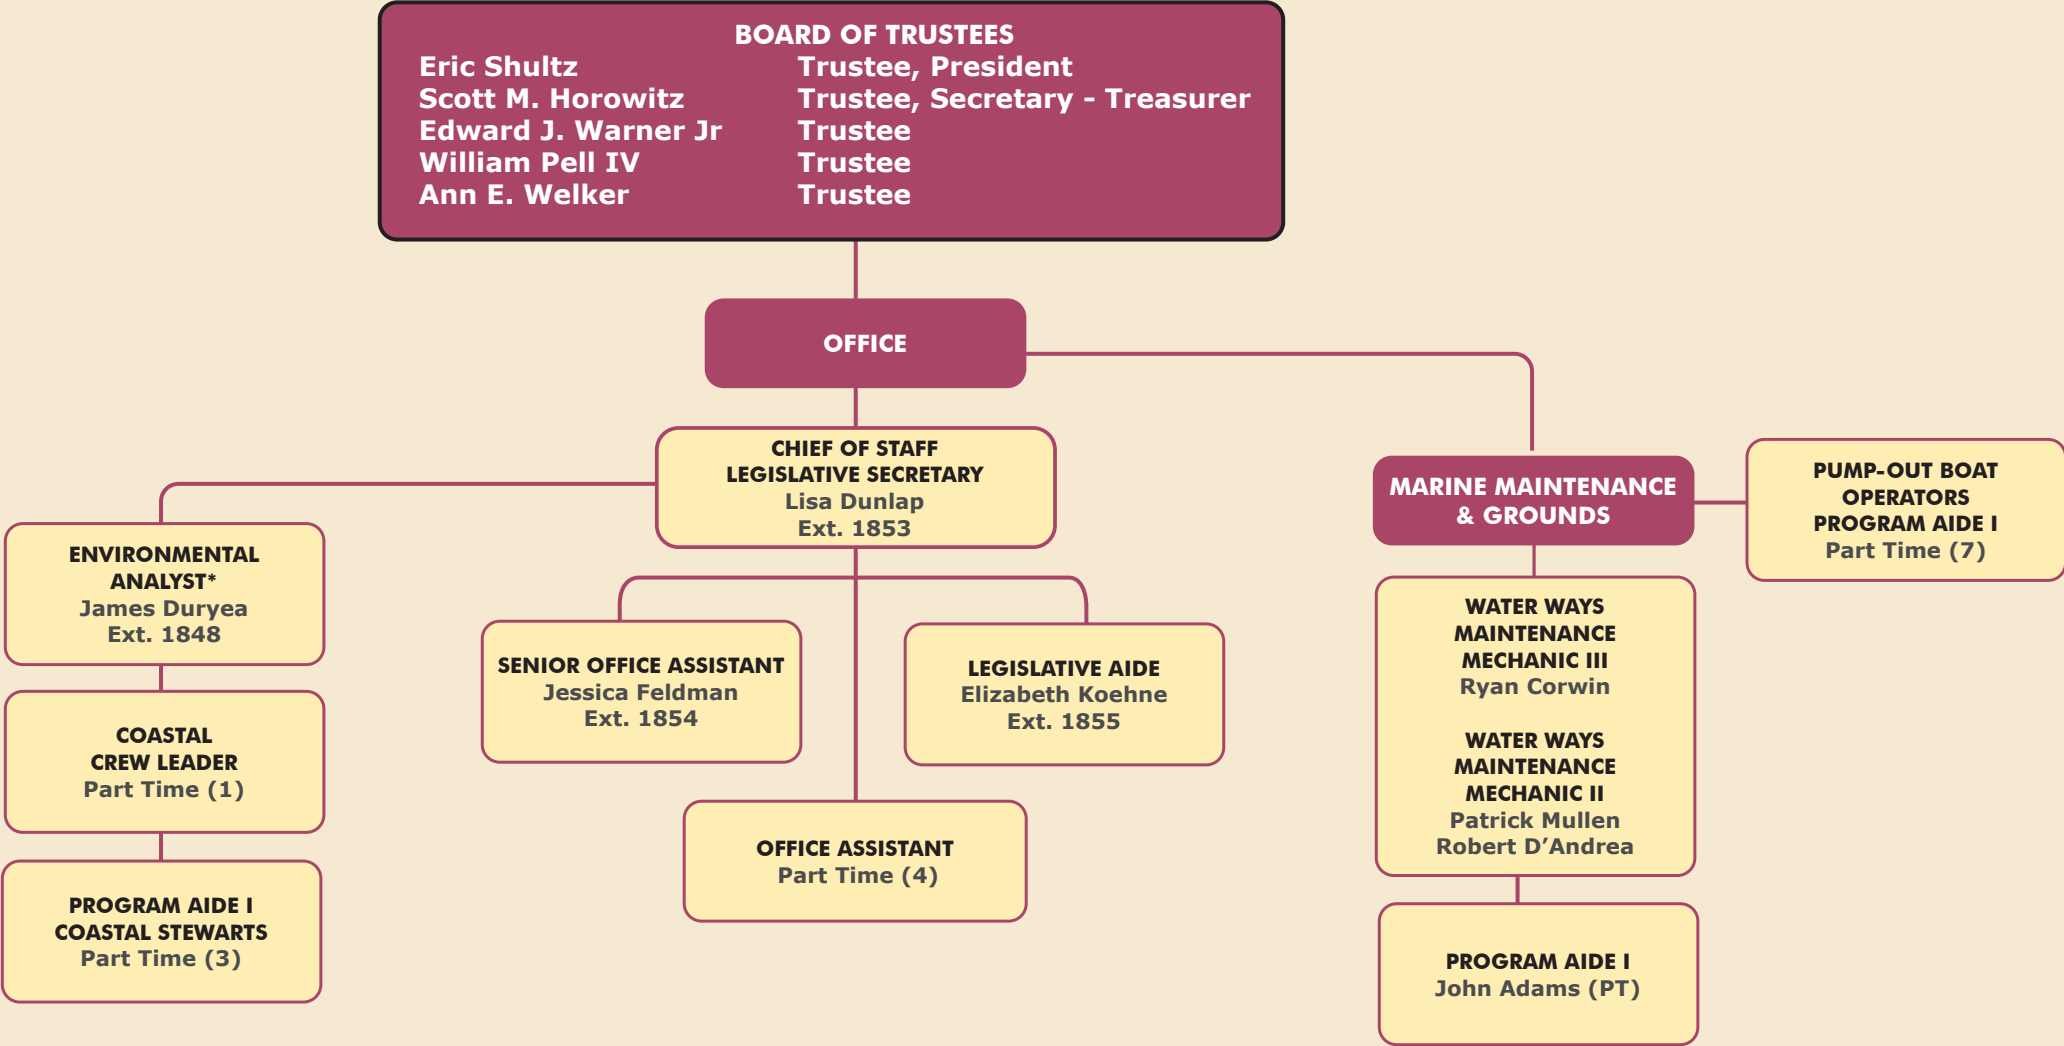 BOARD OF TRUSTEES
Eric Shultz Trustee, President
Scott M. Horowitz Trustee, Secretary - Treasurer
Edward J. Warner Jr Trustee
William Pell IV Trustee
Ann E. Welker Trustee
OFFICE
CHIEF OF STAFF
LEGISLATIVE SECRETARY
Lisa Dunlap
Ext. 1853
MARINE MAINTENANCE
& GROUNDS
PUMP-OUT BOAT
OPERATORS
PROGRAM AIDE I
Part Time (7)
ENVIRONMENTAL
ANALYST*
James Duryea
Ext. 1848
COASTAL
CREW LEADER
Part Time (1)
PROGRAM AIDE I
COASTAL STEWARTS
Part Time (3)
SENIOR OFFICE ASSISTANT
Jessica Feldman
Ext. 1854
LEGISLATIVE AIDE
Elizabeth Koehne
Ext. 1855
OFFICE ASSISTANT
Part Time (4)
WATER WAYS
MAINTENANCE
MECHANIC III
Ryan Corwin
WATER WAYS
MAINTENANCE
MECHANIC II
Patrick Mullen
Robert D’Andrea
PROGRAM AIDE I
John Adams (PT)